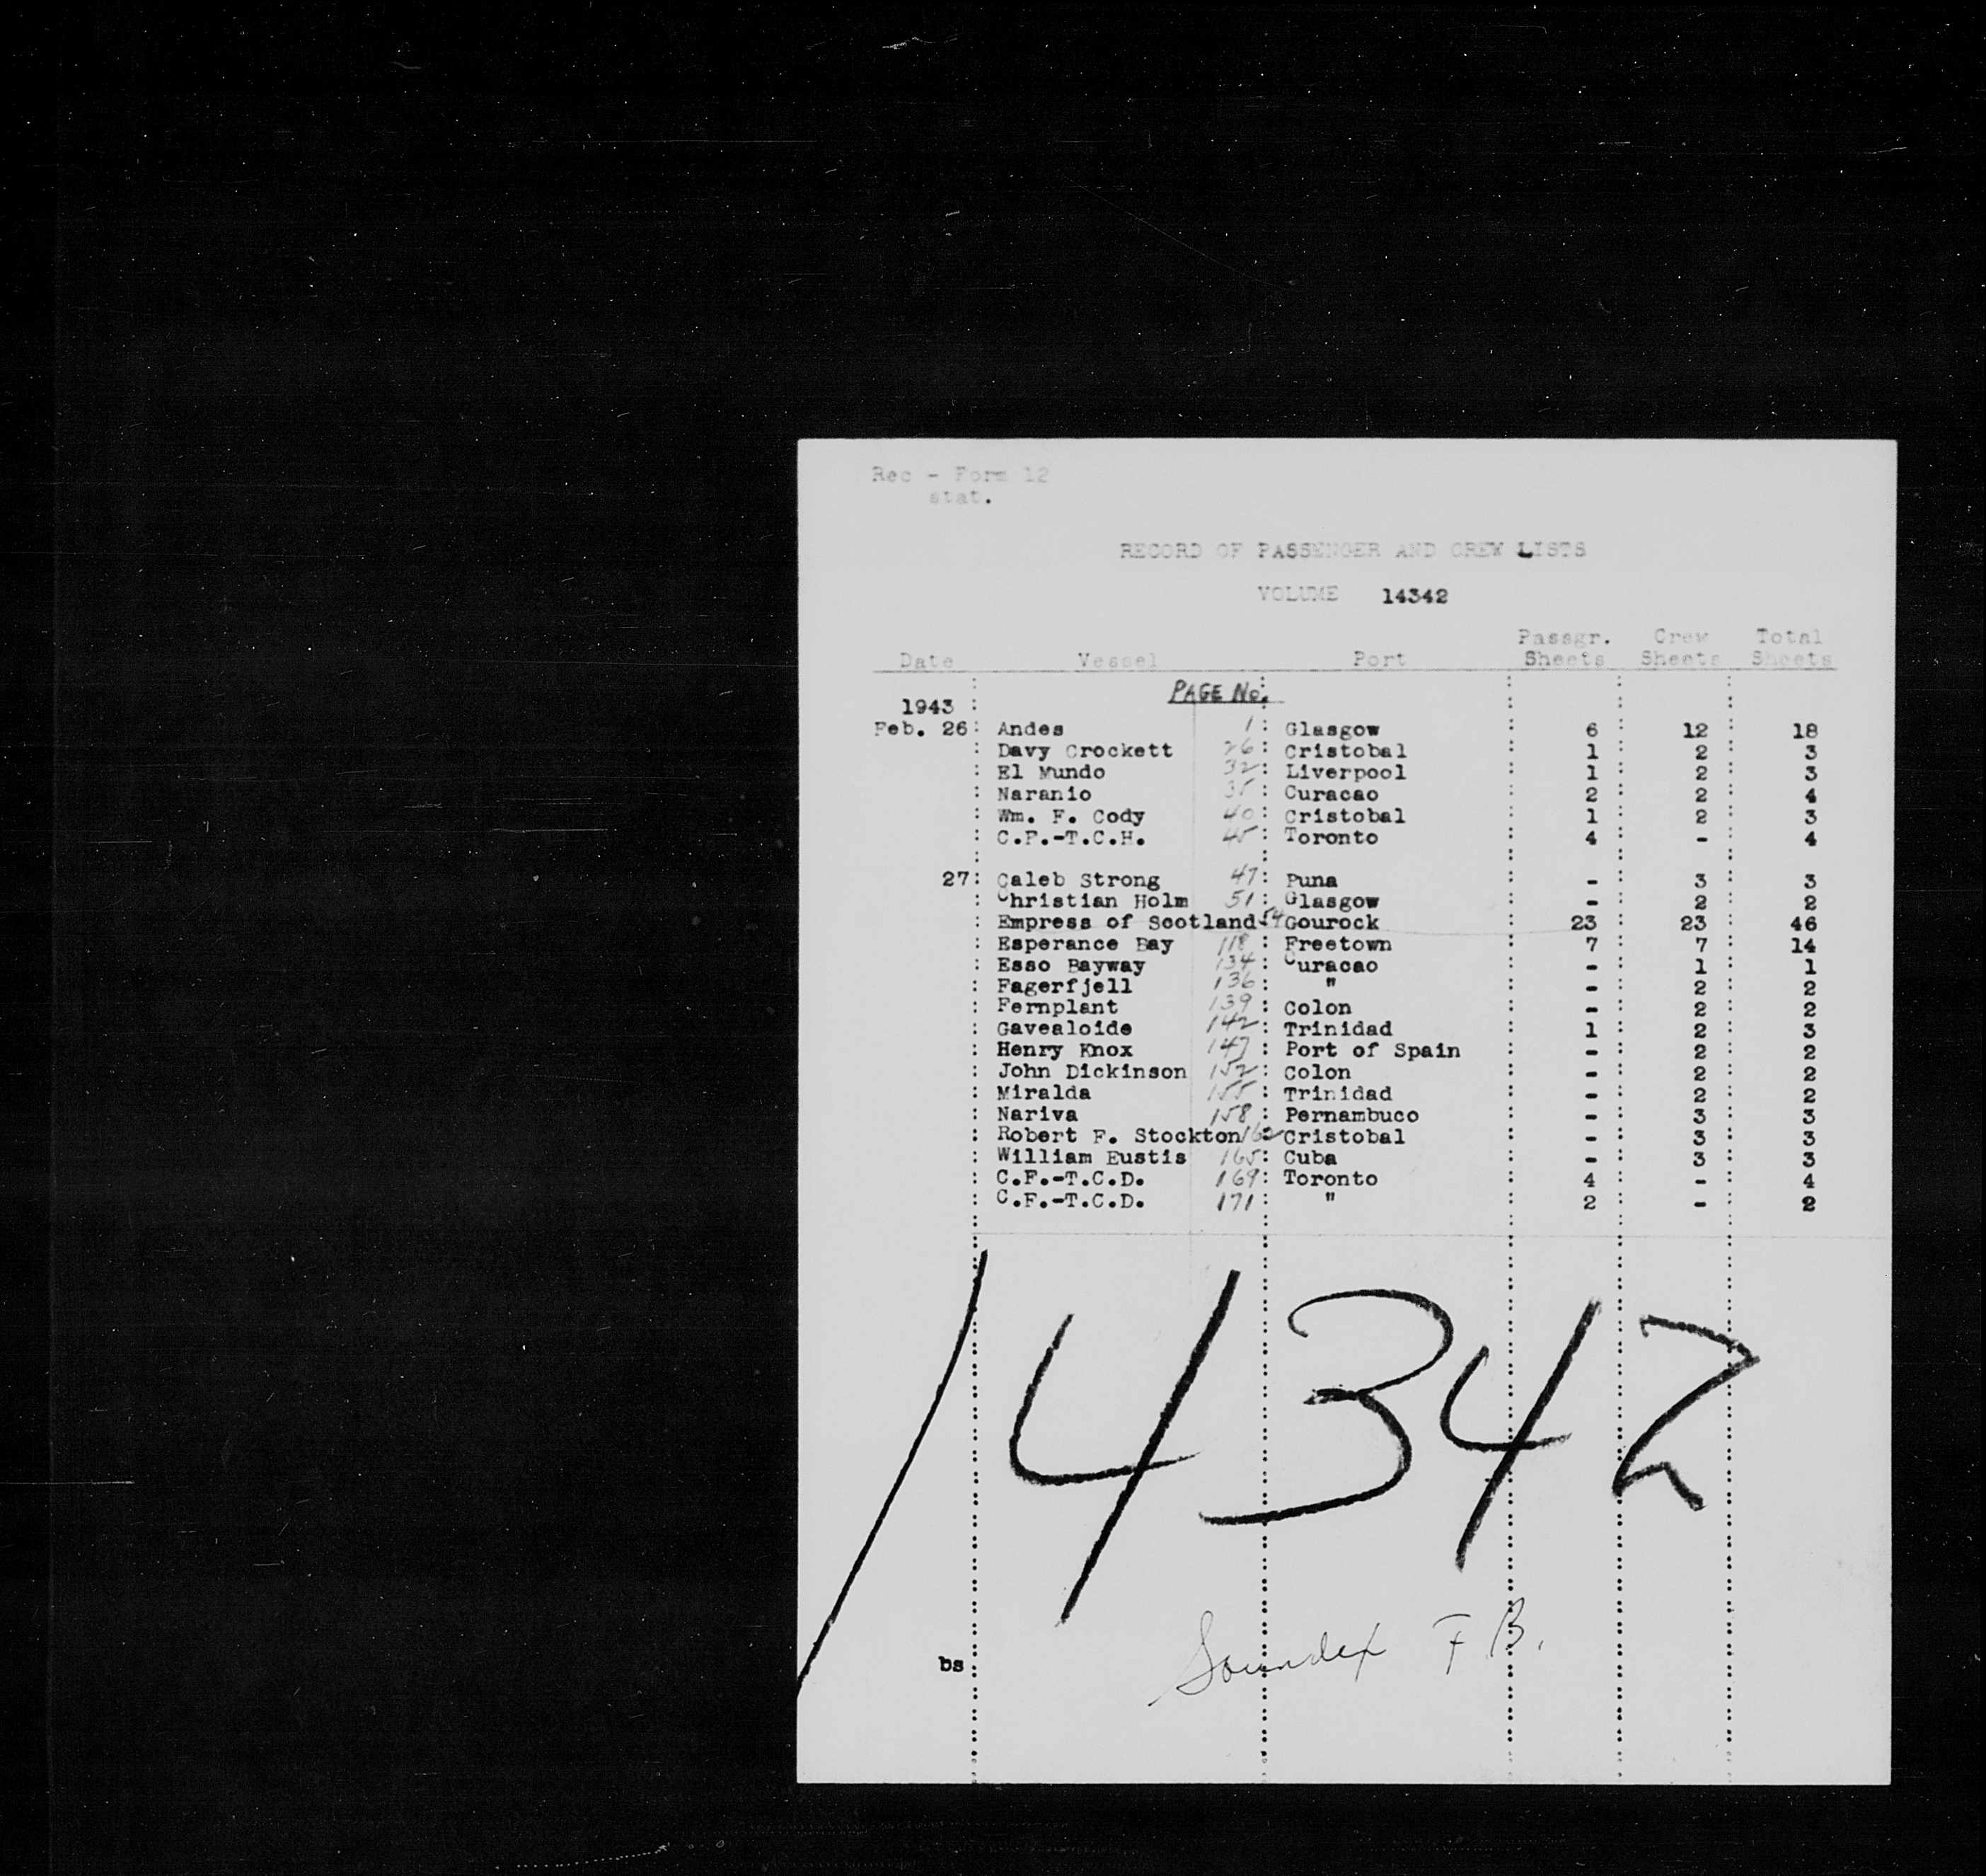 Rec - Form 12
stat.
RECORD OF PASSENGER AND CREW LISTS
VOLUME 14342
Date Vessel Port Passgr. Sheets Crew Sheets Total Sheets
PAGE No.
1943
Feb. 26 : Andes 1 : Glasgow 6 12 18
Davy Crockett 26 : Cristobal 1 2 3
El Mundo 32 : Liverpool 1 2 3
Naranio 35 : Curacao 2 2 4
Wm. F. Cody 40 : Cristobal 1 2 3
C.F.-T.C.H. 45 : Toronto 4 - 4
27 : Caleb Strong 47 : Puna - 3 3
Christian Holm 51 : Glasgow - 2 2
Empress of Scotland 54 Gourock 23 23 46
Esperance Bay 118 : Freetown 7 7 14
Esso Bayway 134 : Curacao - 1 1
Fagerfjell 136 : " - 2 2
Fernplant 139 : Colon - 2 2
Gavealoide 142 : Trinidad 1 2 3
Henry Knox 147 : Port of Spain - 2 2
John Dickinson 152 : Colon - 2 2
Miralda 155 : Trinidad - 2 2
Nariva 158 : Pernambuco - 3 3
Robert F. Stockton 162 Cristobal - 3 3
William Eustis 165 : Cuba - 3 3
C.F.-T.C.D. 169 : Toronto 4 - 4
C.F.-T.C.D. 171 : " 2 - 2
14342
Soundex F B.
bs